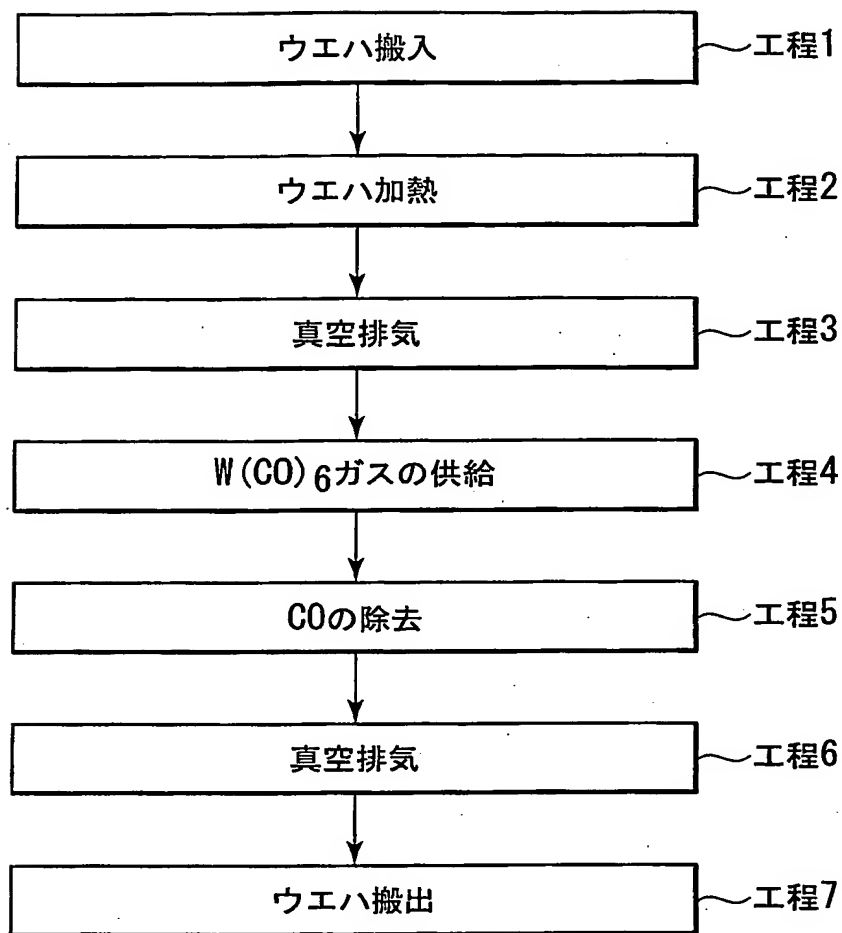 ウエハ搬入 工程1
ウエハ加熱 工程2
真空排気 工程3
W(CO)6ガスの供給 工程4
COの除去 工程5
真空排気 工程6
ウエハ搬出 工程7